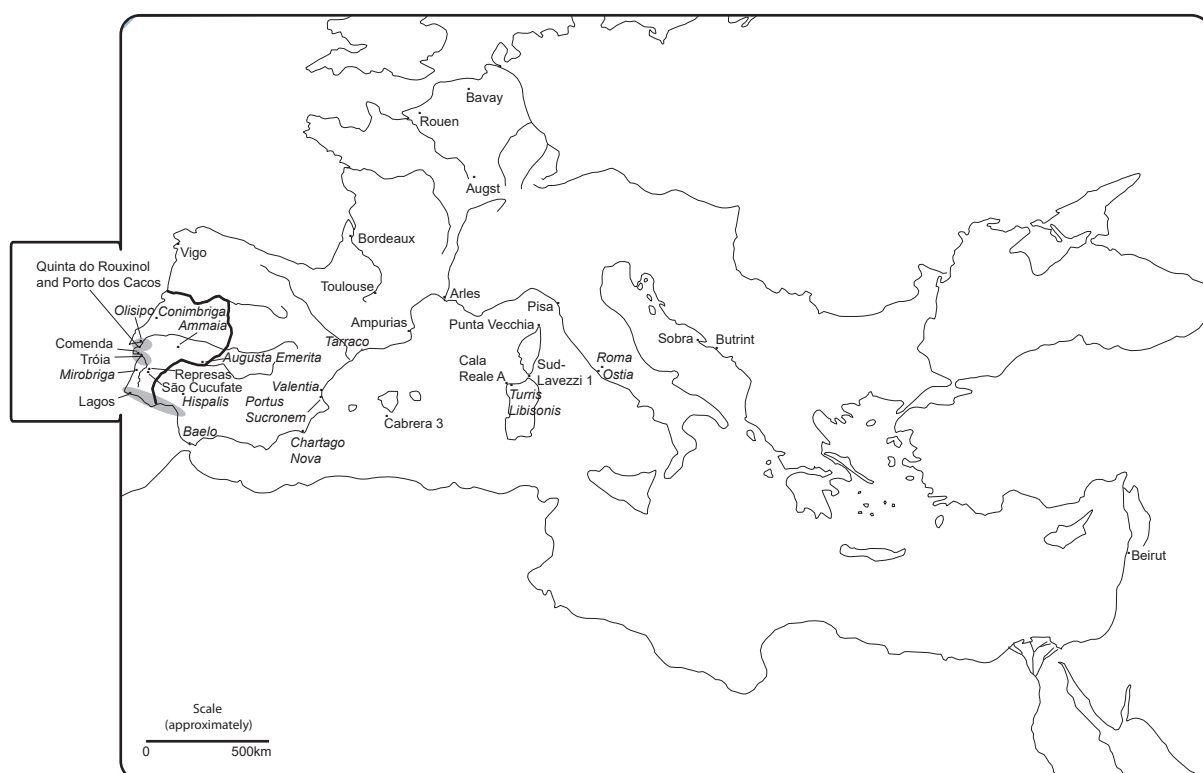 Bavay
Rouen
Augst
Bordeaux
Vigo
Quinta do Rouxinol
and Porto dos Cacos
Toulouse
Arles
Olisipo
Conimbriga
Ammaia
Pisa
Ampurias
Punta Vecchia
Comenda
Tarraco
Sobra
Butrint
Tróia
Augusta Emerita
Cala
Reale A
Sud-
Lavezzi 1
Roma
Ostia
Mirobriga
Represas
São Cucufate
Valentia
Hispalis
Turris
Libisonis
Lagos
Portus
Sucronem
Cabrera 3
Baelo
Chartago
Nova
Beirut
Scale
(approximately)
0 500km